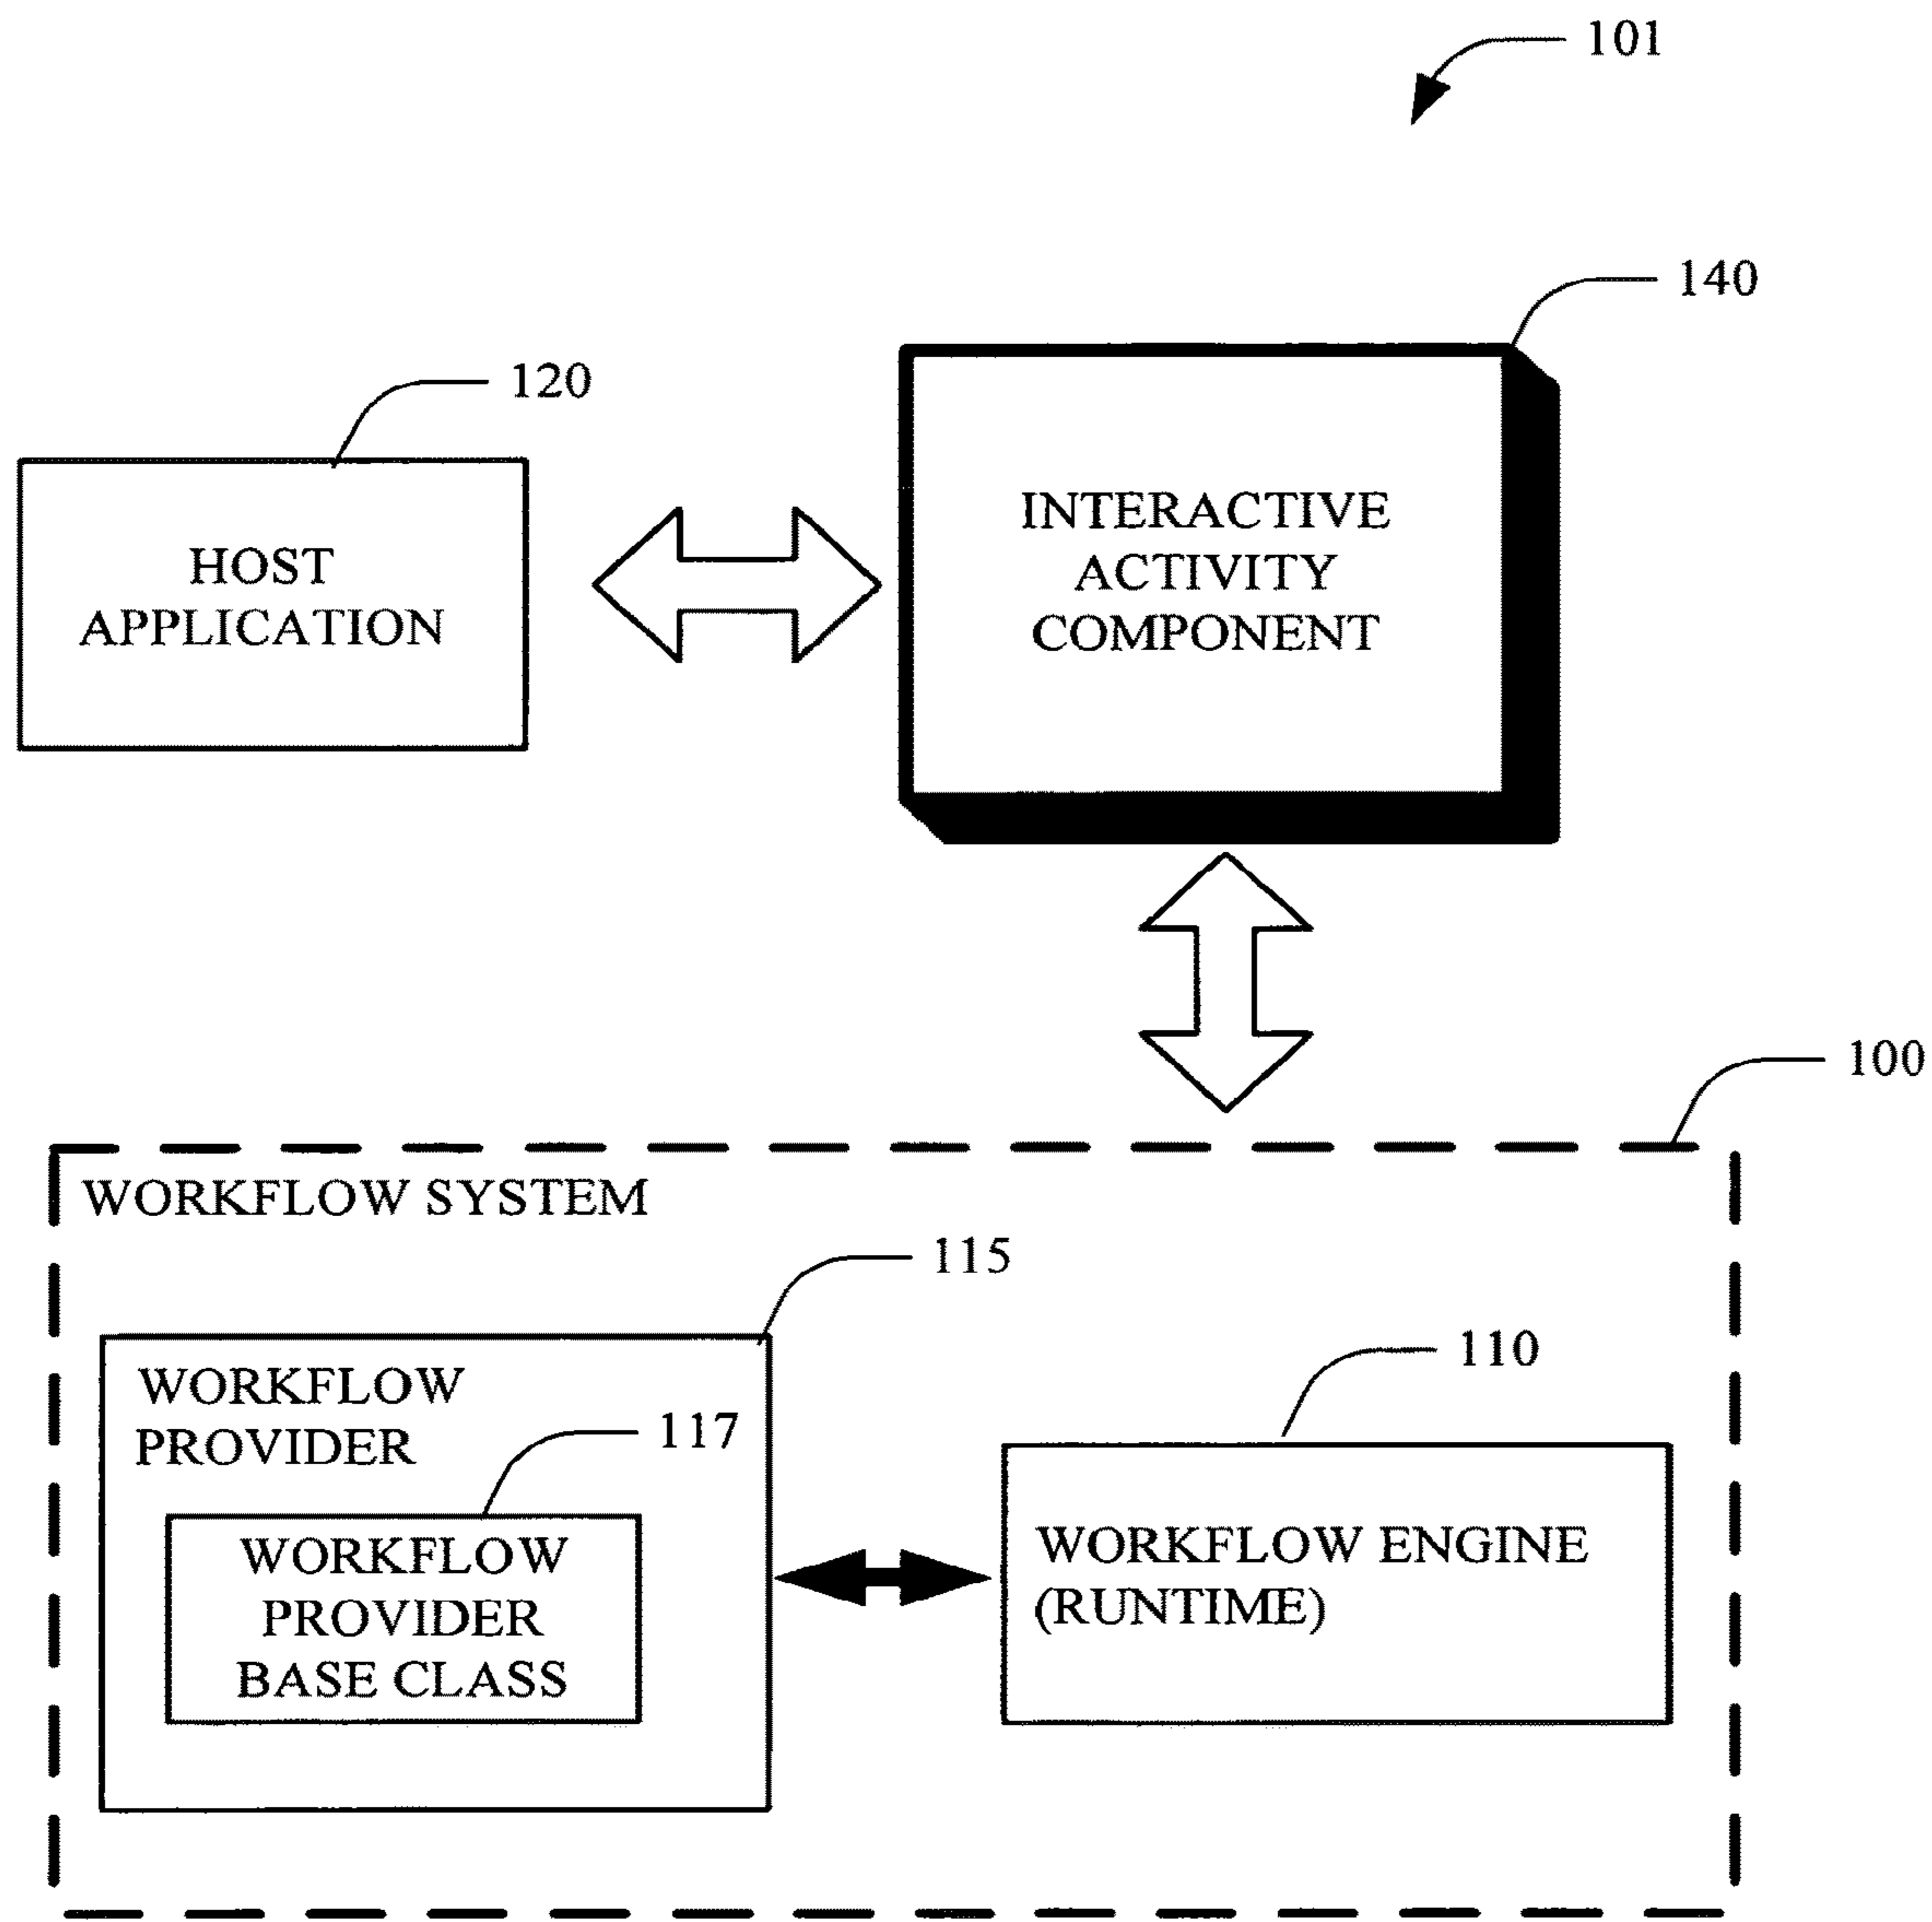 101
140
120
HOST
APPLICATION
INTERACTIVE
ACTIVITY
COMPONENT
100
WORKFLOW SYSTEM
115
WORKFLOW
PROVIDER
117
WORKFLOW
PROVIDER
BASE CLASS
110
WORKFLOW ENGINE
(RUNTIME)